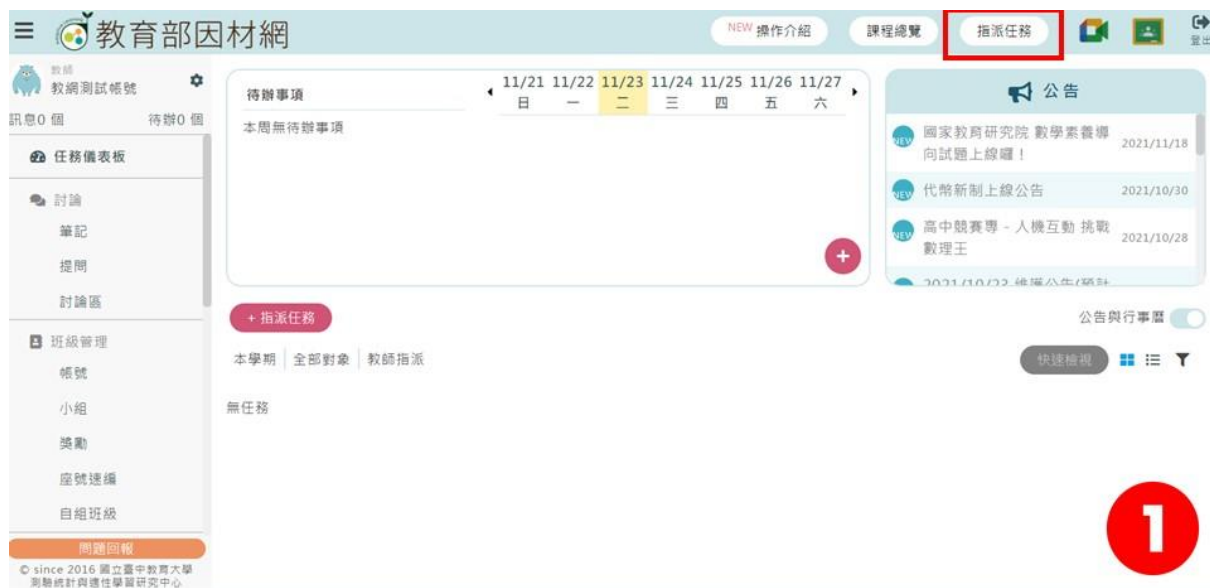 教育部因材網
NEW 操作介紹
課程總覽
指派任務
登出
教師
教網測試帳號
訊息0 個
待辦0 個
任務儀表板
討論
筆記
提問
討論區
班級管理
帳號
小組
獎勵
座號速編
自組班級
問題回報
© since 2016 國立臺中教育大學
測驗統計與適性學習研究中心
待辦事項
本周無待辦事項
11/21 11/22 11/23 11/24 11/25 11/26 11/27
日 一 二 三 四 五 六
+
公告
NEW 國家教育研究院 數學素養導
向試題上線囉！
2021/11/18
NEW 代幣新制上線公告 2021/10/30
NEW 高中競賽專 - 人機互動 挑戰
數理王
2021/10/28
+ 指派任務
公告與行事曆
本學期 全部對象 教師指派
快速檢視
無任務
1